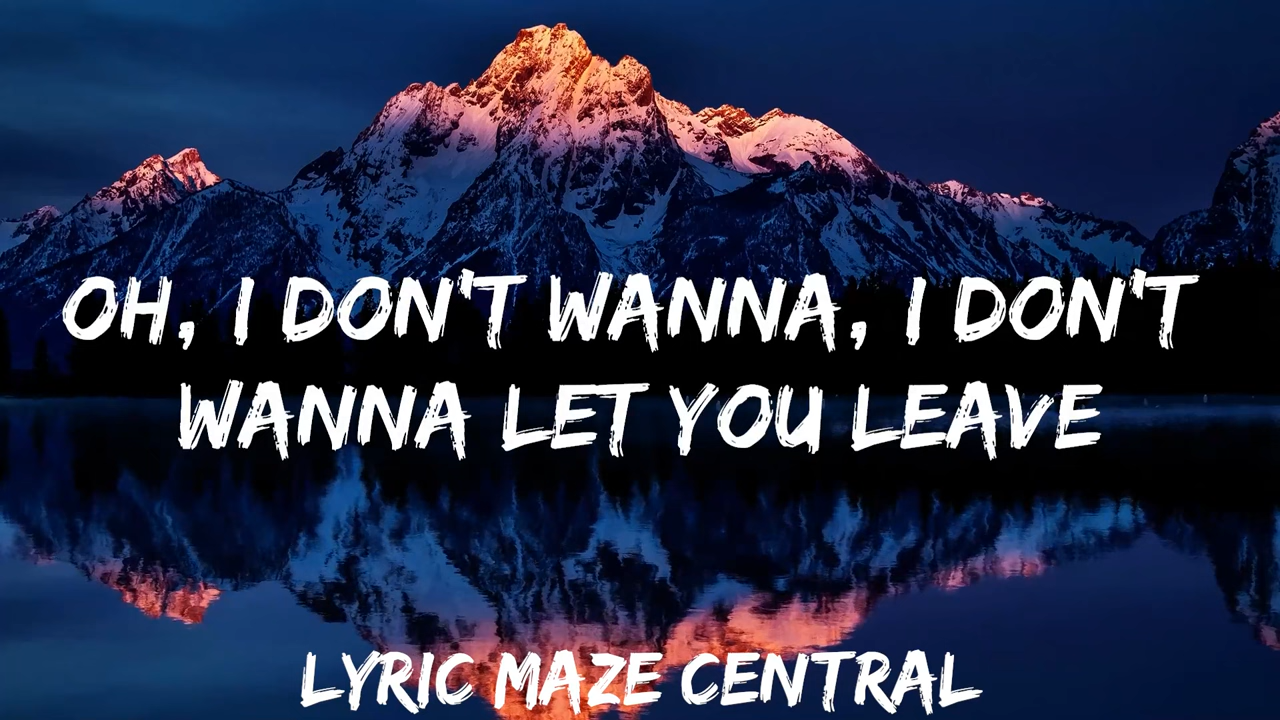 OH, I DON'T WANNA, I DON'T
WANNA LET YOU LEAVE
LYRIC MAZE CENTRAL